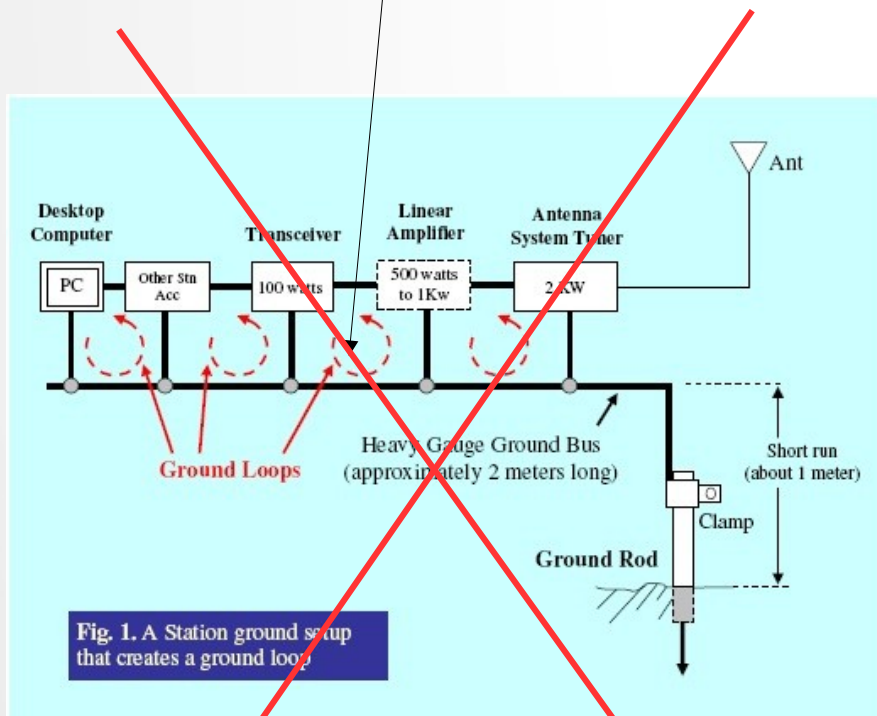 Ant
Desktop
Computer
Transceiver
Linear
Amplifier
Antenna
System Tuner
PC
Other Stn
Acc
100 watts
500 watts
to 1Kw
2 KW
Ground Loops
Heavy Gauge Ground Bus
(approximately 2 meters long)
Short run
(about 1 meter)
Clamp
Ground Rod
Fig. 1. A Station ground setup
that creates a ground loop